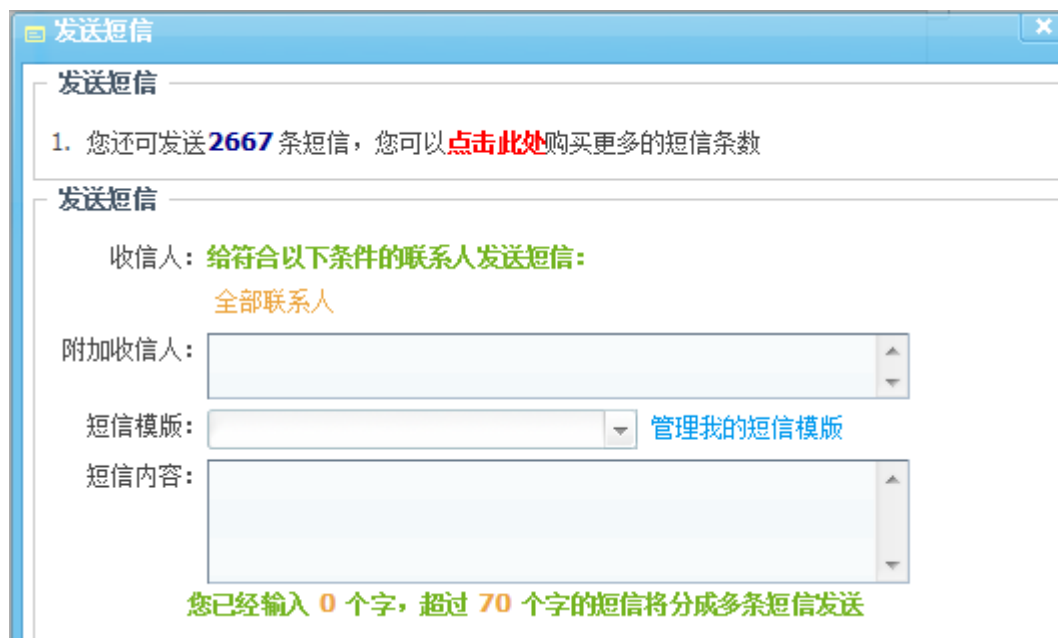 发送短信
发送短信
1. 您还可发送2667条短信，您可以点击此处购买更多的短信条数
发送短信
收信人：给符合以下条件的联系人发送短信：
全部联系人
附加收信人：
短信模版： 管理我的短信模版
短信内容：
您已经输入 0 个字，超过 70 个字的短信将分成多条短信发送